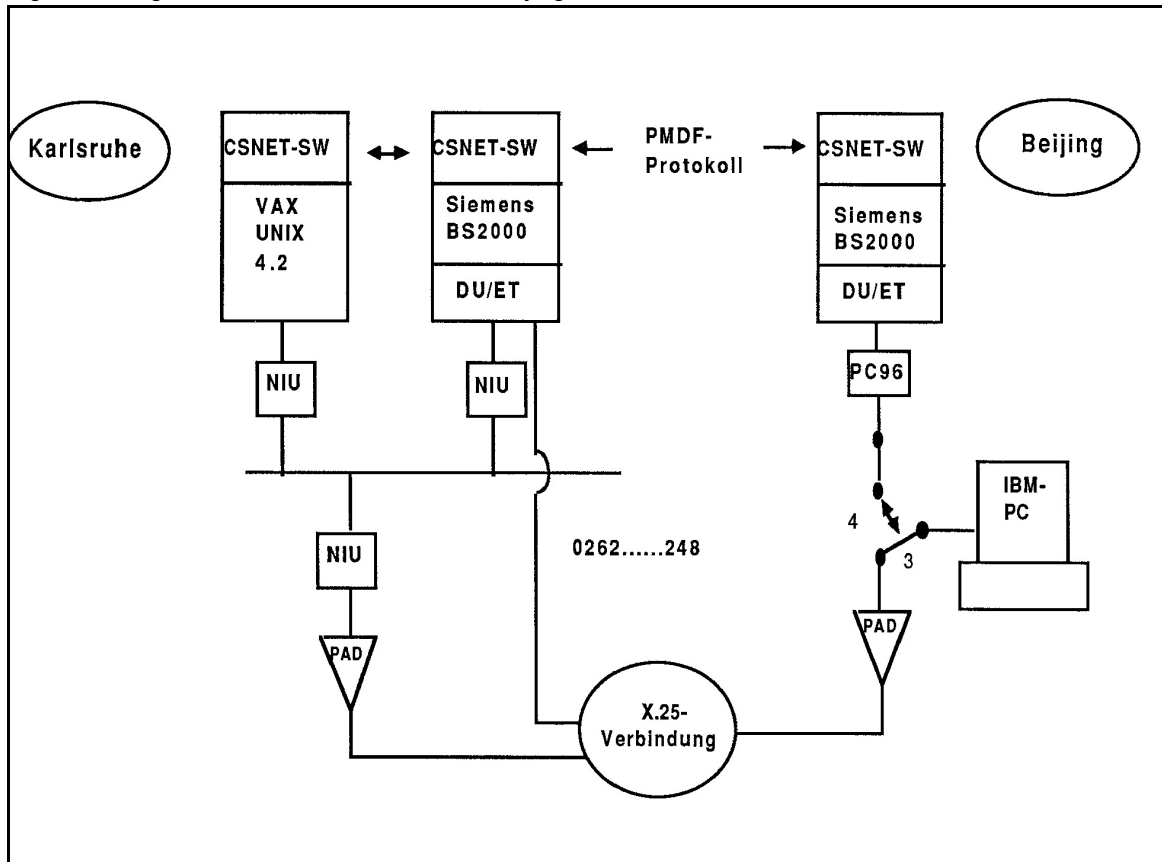 Karlsruhe
CSNET-SW
VAX
UNIX
4.2
CSNET-SW
Siemens
BS2000
DU/ET
PMDF-
Protokoll
CSNET-SW
Siemens
BS2000
DU/ET
Beijing
NIU
NIU
PC96
NIU
0262......248
4
3
IBM-
PC
PAD
PAD
X.25-
Verbindung